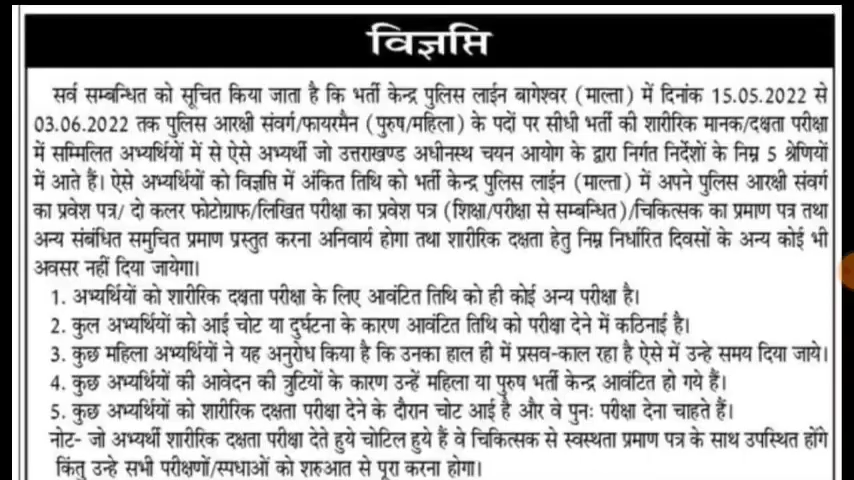 विज्ञप्ति
सर्व सम्बन्धित को सूचित किया जाता है कि भर्ती केन्द्र पुलिस लाईन बागेश्वर (माल्ता) में दिनांक 15.05.2022 से
03.06.2022 तक पुलिस आरक्षी संवर्ग/फायरमैन (पुरुष/महिला) के पदों पर सीधी भर्ती की शारीरिक मानक/दक्षता परीक्षा
में सम्मिलित अभ्यर्थियों में से ऐसे अभ्यर्थी जो उत्तराखण्ड अधीनस्थ चयन आयोग के द्वारा निर्गत निर्देशों के निम्न 5 श्रेणियों
में आते हैं। ऐसे अभ्यर्थियों को विज्ञप्ति में अंकित तिथि को भर्ती केन्द्र पुलिस लाईन (माल्ता) में अपने पुलिस आरक्षी संवर्ग
का प्रवेश पत्र/ दो कलर फोटोग्राफ/लिखित परीक्षा का प्रवेश पत्र (शिक्षा/परीक्षा से सम्बन्धित)/चिकित्सक का प्रमाण पत्र तथा
अन्य संबंधित समुचित प्रमाण प्रस्तुत करना अनिवार्य होगा तथा शारीरिक दक्षता हेतु निम्न निर्धारित दिवसों के अन्य कोई भी
अवसर नहीं दिया जायेगा।
1. अभ्यर्थियों को शारीरिक दक्षता परीक्षा के लिए आवंटित तिथि को ही कोई अन्य परीक्षा है।
2. कुल अभ्यर्थियों को आई चोट या दुर्घटना के कारण आवंटित तिथि को परीक्षा देने में कठिनाई है।
3. कुछ महिला अभ्यर्थियों ने यह अनुरोध किया है कि उनका हाल ही में प्रसव-काल रहा है ऐसे में उन्हे समय दिया जाये।
4. कुछ अभ्यर्थियों की आवेदन की त्रुटियों के कारण उन्हें महिला या पुरुष भर्ती केन्द्र आवंटित हो गये हैं।
5. कुछ अभ्यर्थियों को शारीरिक दक्षता परीक्षा देने के दौरान चोट आई है और वे पुनः परीक्षा देना चाहते हैं।
नोट- जो अभ्यर्थी शारीरिक दक्षता परीक्षा देते हुये चोटिल हुये हैं वे चिकित्सक से स्वस्थता प्रमाण पत्र के साथ उपस्थित होंगे
किंतु उन्हे सभी परीक्षणों/स्पधाओं को शरुआत से पूरा करना होगा।